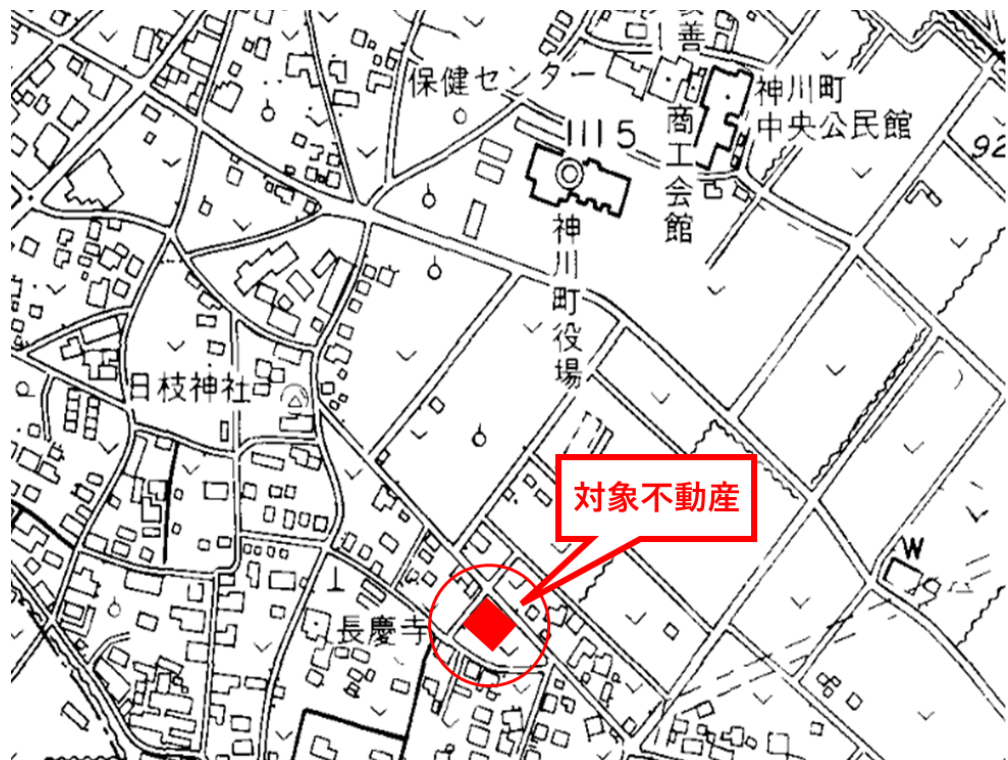 善
保健センター
神川町
中央公民館
商工会館
115
92
神川町役場
日枝神社
対象不動産
W
長慶寺